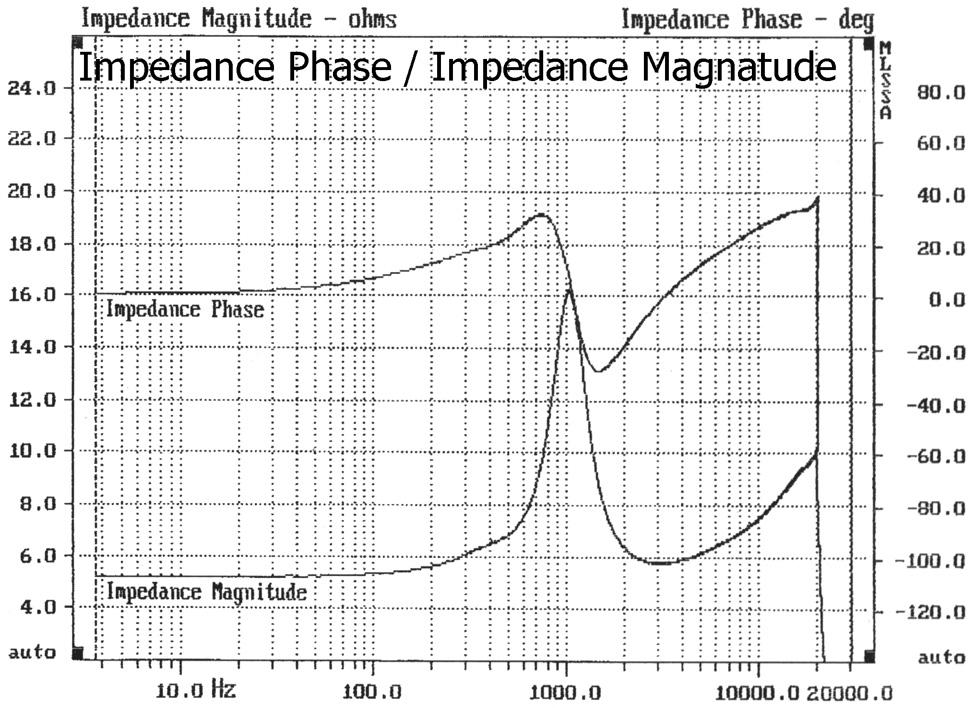 Impedance Magnitude - ohms Impedance Phase - deg
Impedance Phase / Impedance Magnatude
MLSSA
24.0 80.0
22.0 60.0
20.0 40.0
18.0 20.0
16.0 0.0
Impedance Phase
14.0 -20.0
12.0 -40.0
10.0 -60.0
8.0 -80.0
6.0 -100.0
Impedance Magnitude
4.0 -120.0
auto auto
10.0 Hz 100.0 1000.0 10000.0 20000.0